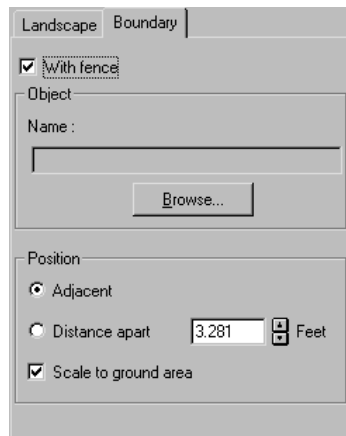 Landscape Boundary
With fence
Object
Name :
Browse...
Position
Adjacent
Distance apart 3.281 Feet
Scale to ground area